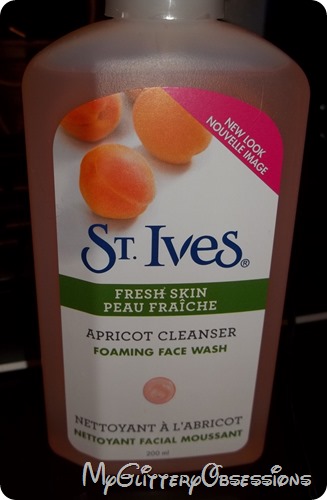 NEW LOOK
NOUVELLE IMAGE
ST. IVES®
FRESH SKIN
PEAU FRAÎCHE
APRICOT CLEANSER
FOAMING FACE WASH
NETTOYANT À L'ABRICOT
NETTOYANT FACIAL MOUSSANT
200 ml
MyGlitteryObsessions